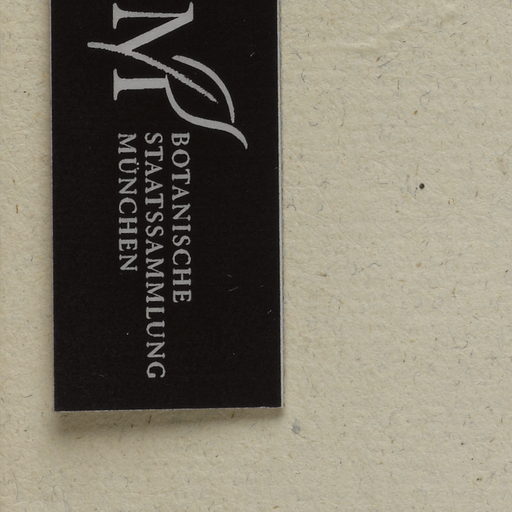 M
BOTANISCHE
STAATSSAMMLUNG
MÜNCHEN